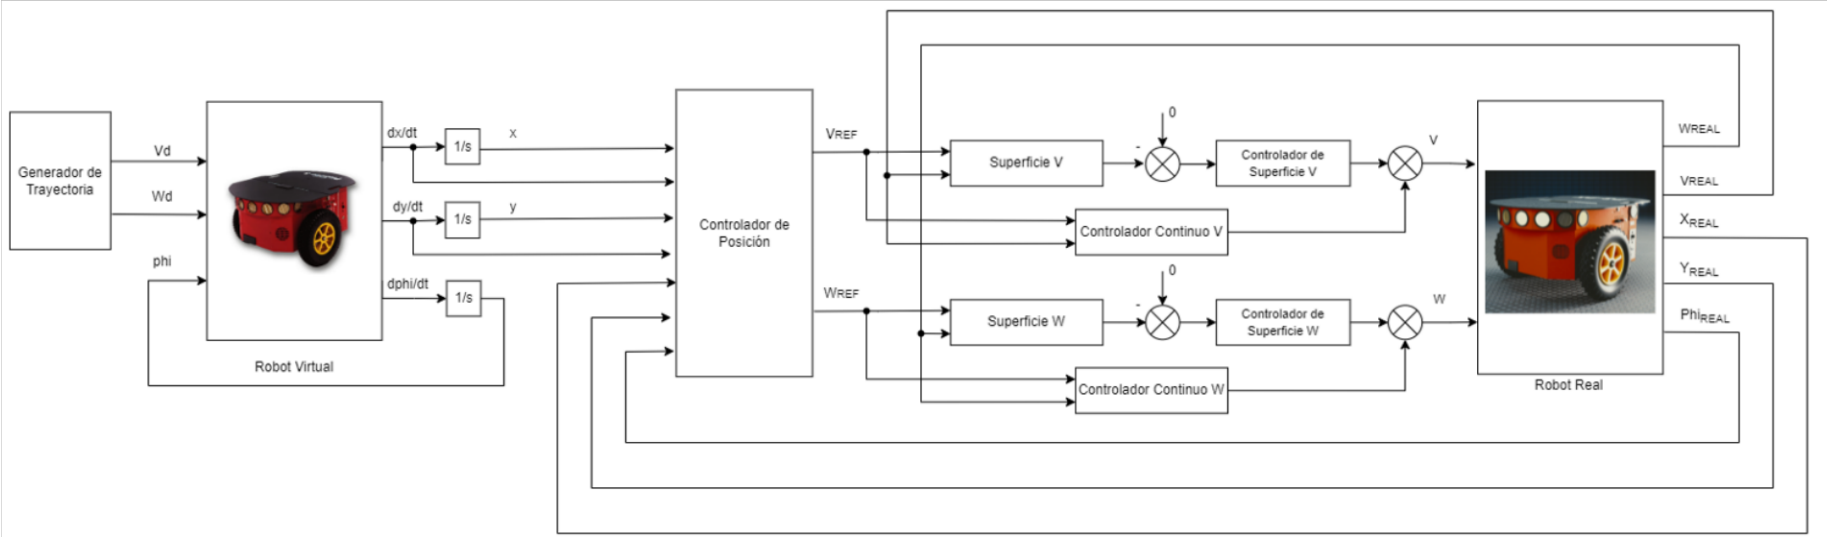 Generador de
Trayectoria
Vd
Wd
phi
Robot Virtual
dx/dt
dy/dt
dphi/dt
1/s
1/s
1/s
x
y
Controlador de
Posición
VREF
WREF
Superficie V
-
0
Controlador de
Superficie V
V
Controlador Continuo V
Superficie W
-
0
Controlador de
Superficie W
W
Controlador Continuo W
WREAL
VREAL
XREAL
YREAL
PhiREAL
Robot Real